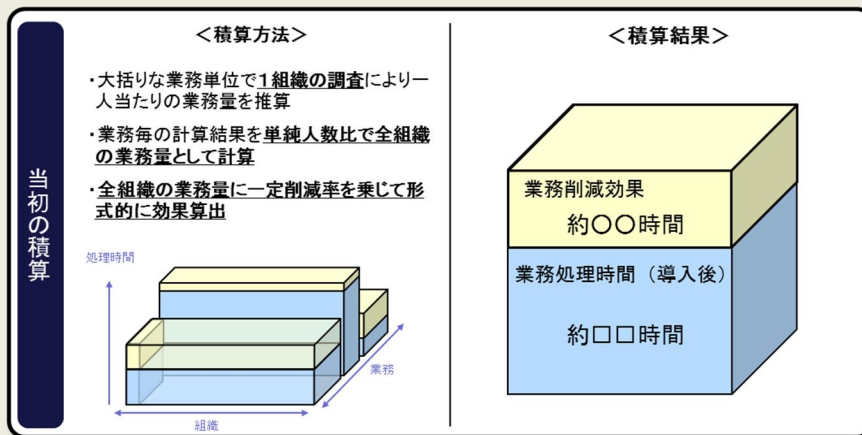 当初の積算
＜積算方法＞
・大括りな業務単位で１組織の調査により一
人当たりの業務量を推算
・業務毎の計算結果を単純人数比で全組織
の業務量として計算
・全組織の業務量に一定削減率を乗じて形
式的に効果算出
処理時間
業務
組織
＜積算結果＞
業務削減効果
約〇〇時間
業務処理時間（導入後）
約□□時間